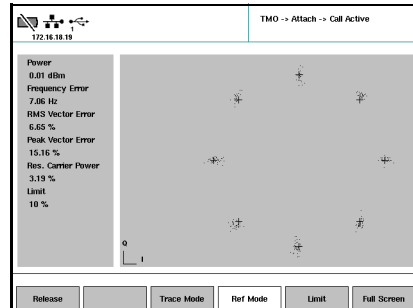 TMO -> Attach -> Call Active
1
172.16.18.19
Power
0.01 dBm
Frequency Error
7.06 Hz
RMS Vector Error
6.65 %
Peak Vector Error
15.16 %
Res. Carrier Power
3.19 %
Limit
10 %
Q
I
Release
Trace Mode
Ref Mode
Limit
Full Screen